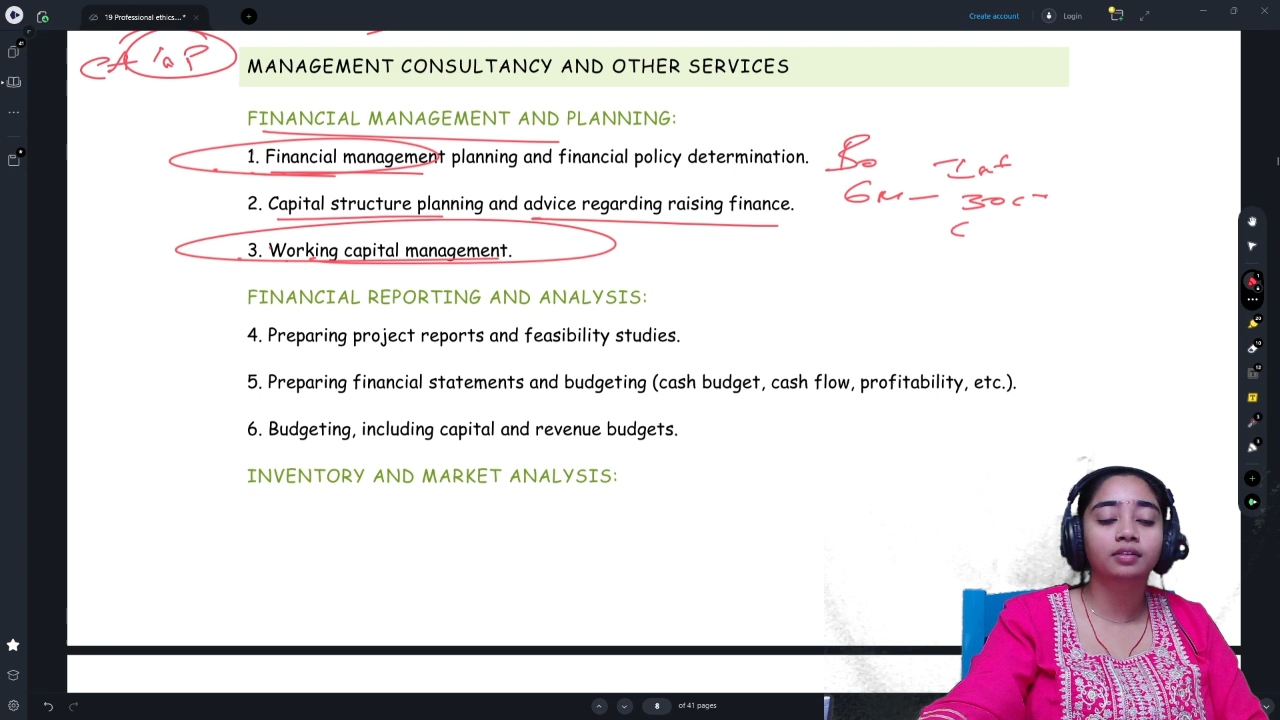 19 Professional ethics....*
Create account
Login
CA IaP
MANAGEMENT CONSULTANCY AND OTHER SERVICES
FINANCIAL MANAGEMENT AND PLANNING:
1. Financial management planning and financial policy determination.
2. Capital structure planning and advice regarding raising finance.
3. Working capital management.
FINANCIAL REPORTING AND ANALYSIS:
4. Preparing project reports and feasibility studies.
5. Preparing financial statements and budgeting (cash budget, cash flow, profitability, etc.).
6. Budgeting, including capital and revenue budgets.
INVENTORY AND MARKET ANALYSIS:
8
of 41 pages